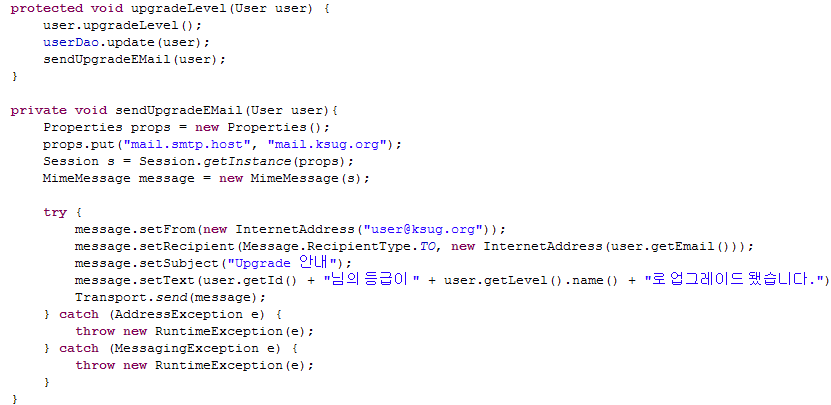 protected void upgradeLevel(User user) {
    user.upgradeLevel();
    userDao.update(user);
    sendUpgradeEMail(user);
}

private void sendUpgradeEMail(User user){
    Properties props = new Properties();
    props.put("mail.smtp.host", "mail.ksug.org");
    Session s = Session.getInstance(props);
    MimeMessage message = new MimeMessage(s);

    try {
        message.setFrom(new InternetAddress("user@ksug.org"));
        message.setRecipient(Message.RecipientType.TO, new InternetAddress(user.getEmail()));
        message.setSubject("Upgrade 안내");
        message.setText(user.getId() + "님의 등급이 " + user.getLevel().name() + "로 업그레이드 됐습니다.")
        Transport.send(message);
    } catch (AddressException e) {
        throw new RuntimeException(e);
    } catch (MessagingException e) {
        throw new RuntimeException(e);
    }
}